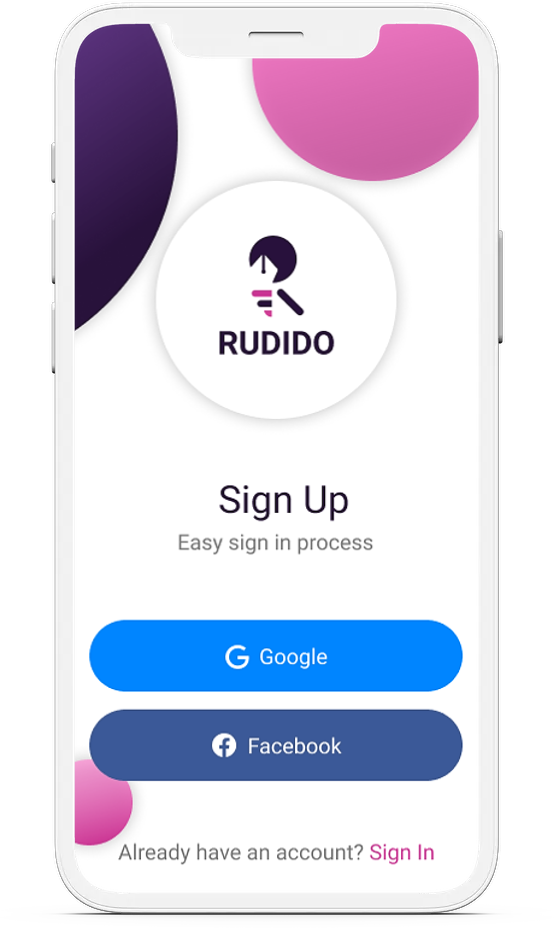 RUDIDO
Sign Up
Easy sign in process
Google
Facebook
Already have an account? Sign In